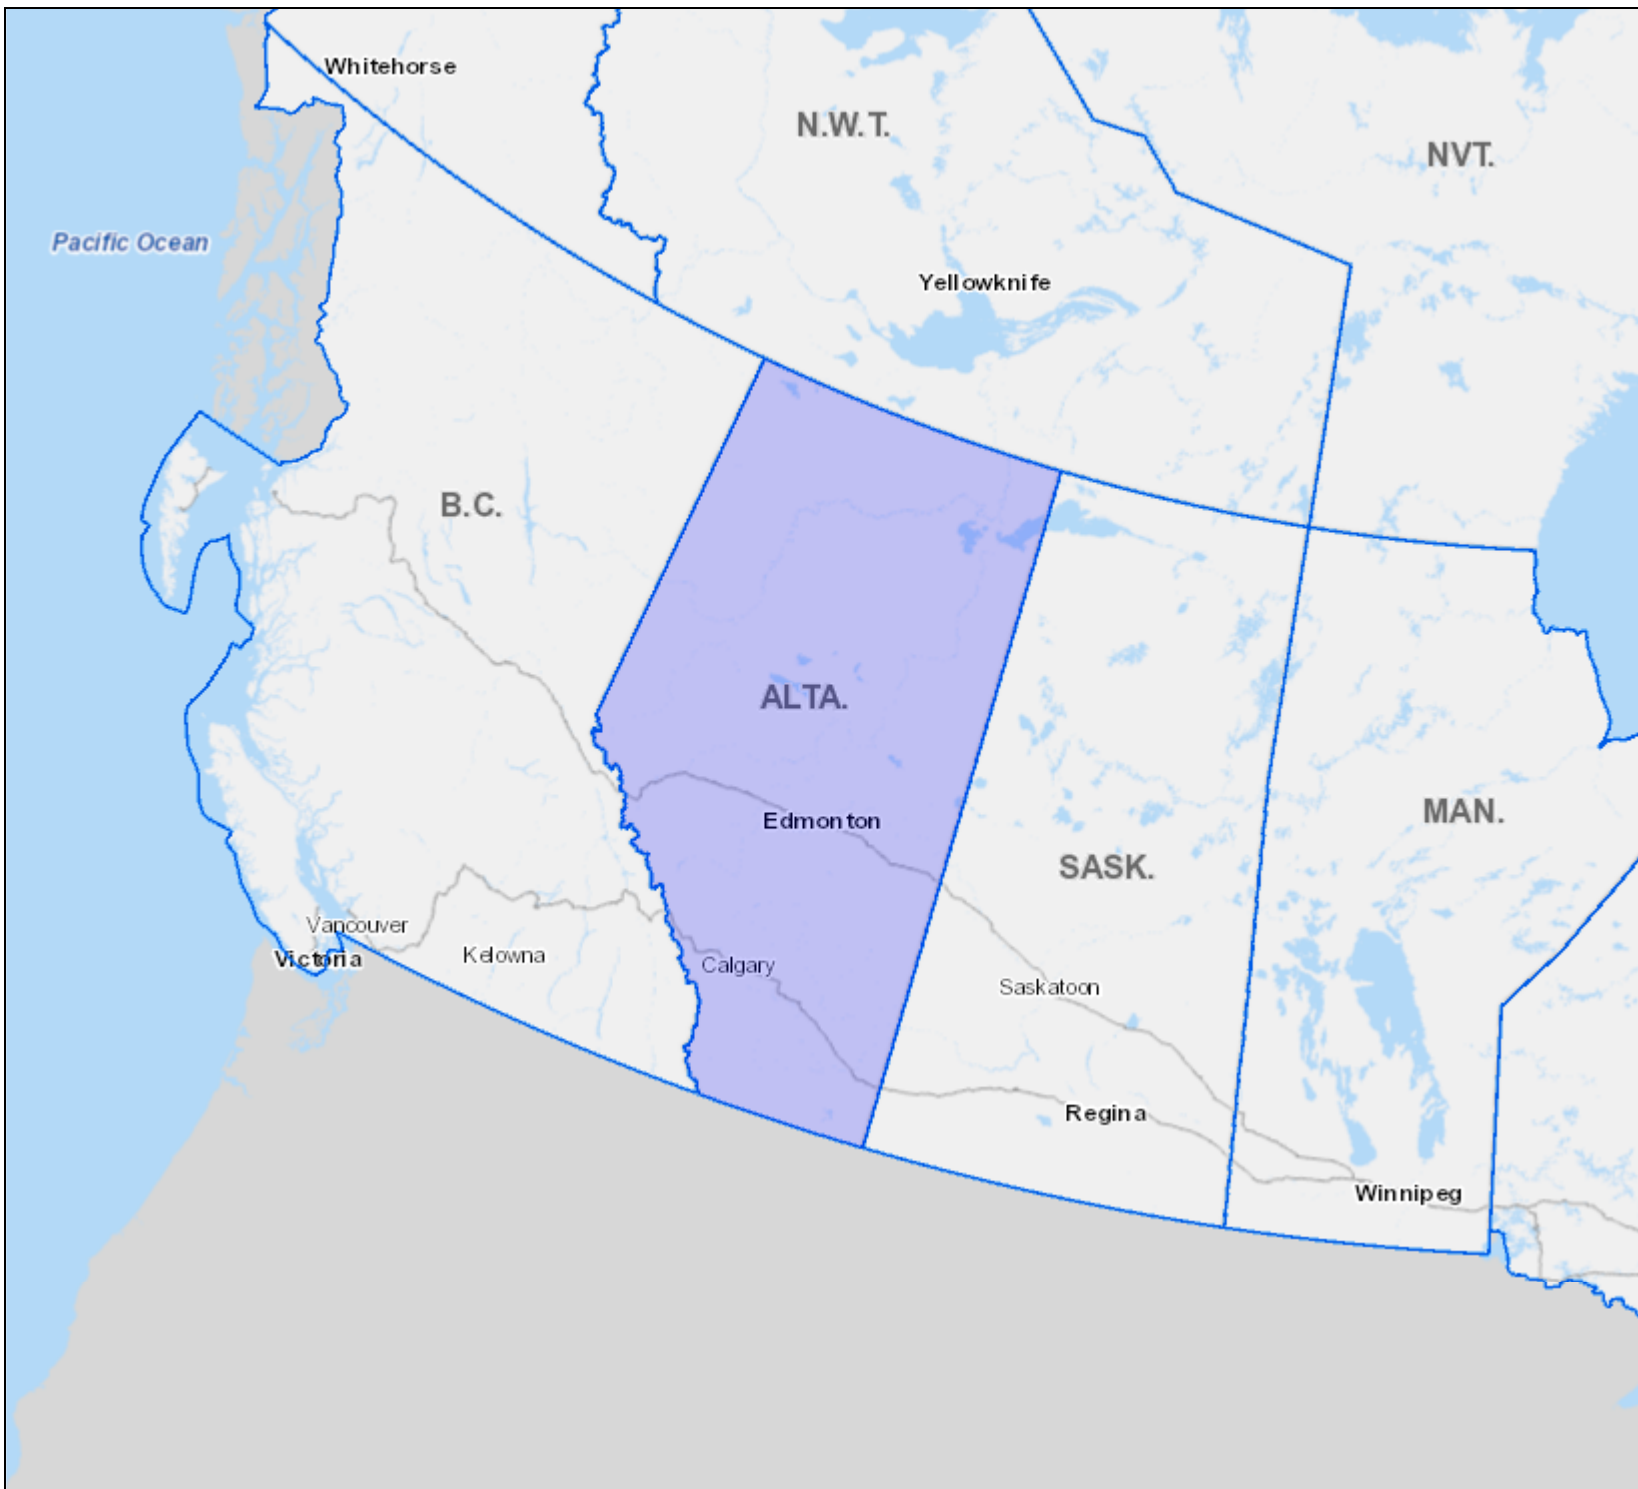 Whitehorse
N.W.T.
NVT.
Pacific Ocean
Yellowknife
B.C.
ALTA.
Edmonton
MAN.
SASK.
Vancouver
Victoria
Kelowna
Calgary
Saskatoon
Regina
Winnipeg